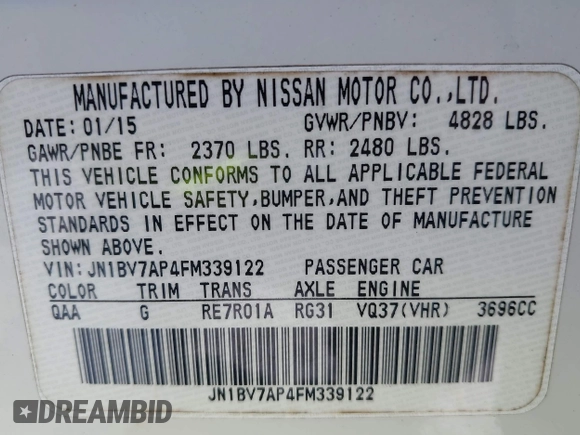 MANUFACTURED BY NISSAN MOTOR CO.,LTD.
DATE: 01/15 GVWR/PNBV: 4828 LBS.
GAWR/PNBE FR: 2370 LBS. RR: 2480 LBS.
THIS VEHICLE CONFORMS TO ALL APPLICABLE FEDERAL
MOTOR VEHICLE SAFETY,BUMPER,AND THEFT PREVENTION
STANDARDS IN EFFECT ON THE DATE OF MANUFACTURE
SHOWN ABOVE.
VIN:JN1BV7AP4FM339122 PASSENGER CAR
COLOR TRIM TRANS AXLE ENGINE
QAA G RE7R01A RG31 VQ37(VHR) 3696CC
JN1BV7AP4FM339122
DREAMBID